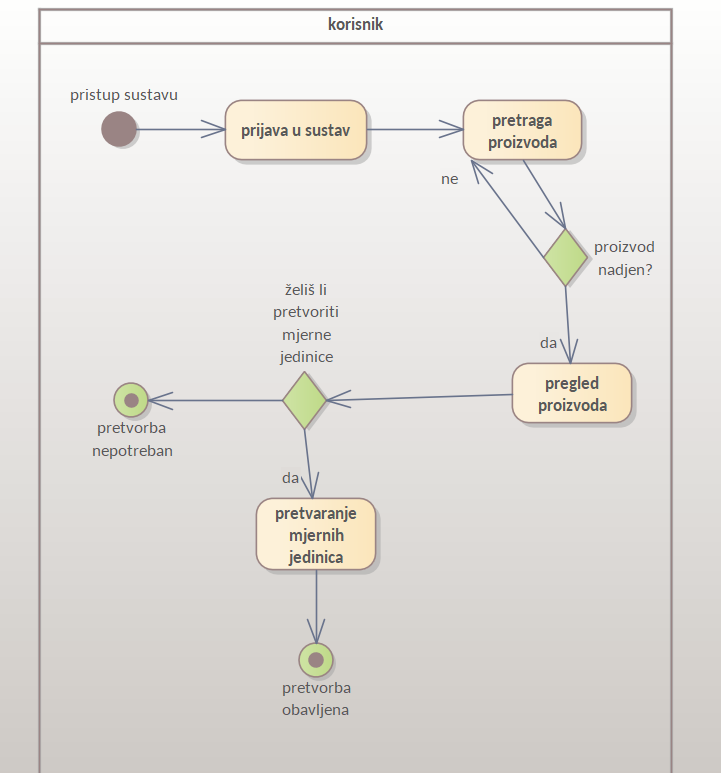 korisnik
pristup sustavu
prijava u sustav
pretraga
proizvoda
ne
proizvod
nadjen?
da
pregled
proizvoda
želiš li
pretvoriti
mjerne
jedinice
pretvorba
nepotreban
da
pretvaranje
mjernih
jedinica
pretvorba
obavljena